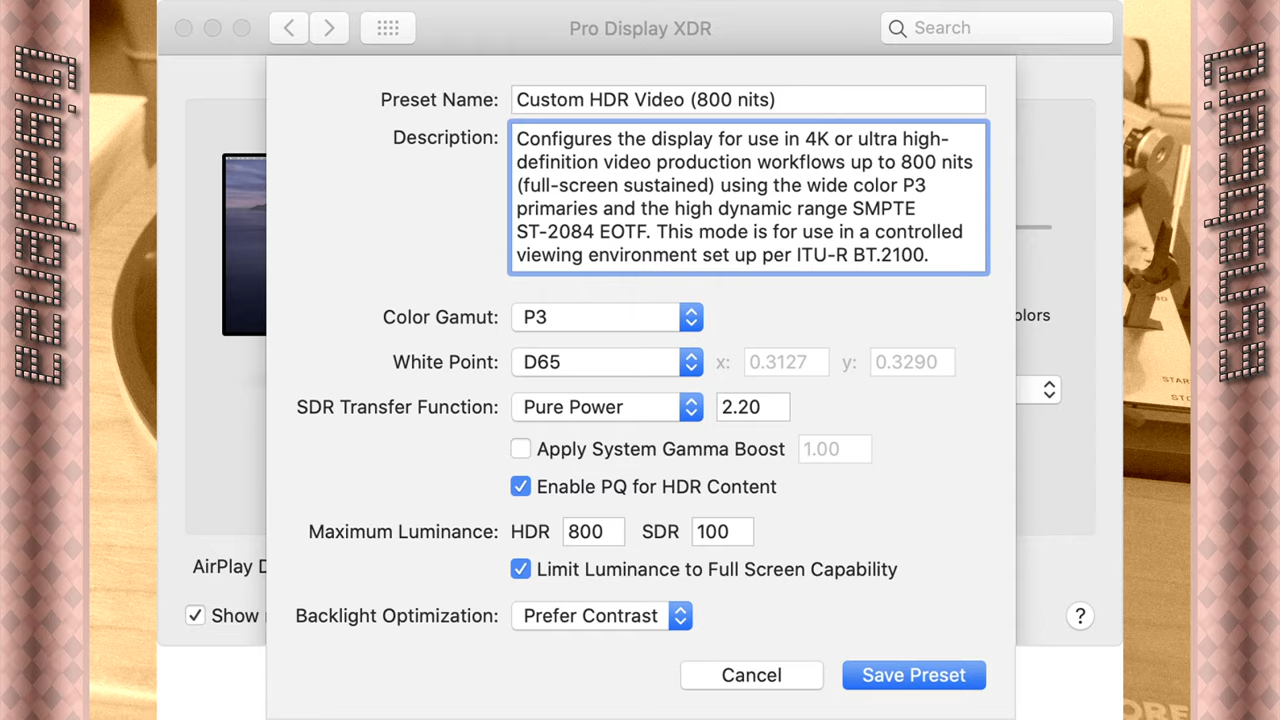 Pro Display XDR
Search
Preset Name:
Custom HDR Video (800 nits)
Description:
Configures the display for use in 4K or ultra high-
definition video production workflows up to 800 nits
(full-screen sustained) using the wide color P3
primaries and the high dynamic range SMPTE
ST-2084 EOTF. This mode is for use in a controlled
viewing environment set up per ITU-R BT.2100.
Color Gamut:
P3
olors
White Point:
D65
x:
0.3127
y:
0.3290
SDR Transfer Function:
Pure Power
2.20
Apply System Gamma Boost
1.00
Enable PQ for HDR Content
Maximum Luminance:
HDR
800
SDR
100
Limit Luminance to Full Screen Capability
AirPlay D
Show
Backlight Optimization:
Prefer Contrast
?
Cancel
Save Preset
STAR